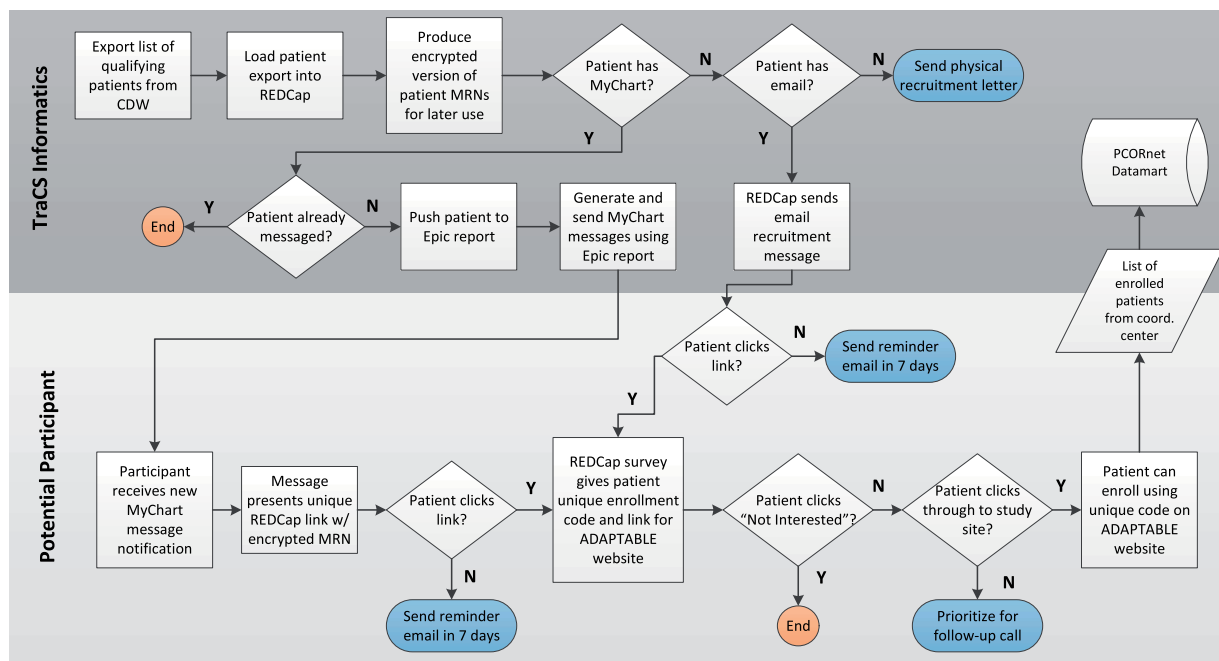 TraCS Informatics
Export list of
qualifying
patients from
CDW
Load patient
export into
REDCap
Produce
encrypted
version of
patient MRNs
for later use
Patient has
MyChart?
N
Patient has
email?
N
Send physical
recruitment letter
Y
Y
PCORnet
Datamart
End
Y
Patient already
messaged?
N
Push patient to
Epic report
Generate and
send MyChart
messages using
Epic report
REDCap sends
email
recruitment
message
List of
enrolled
patients
from coord.
center
Potential Participant
Patient clicks
link?
N
Send reminder
email in 7 days
Y
Participant
receives new
MyChart
message
notification
Message
presents unique
REDCap link w/
encrypted MRN
Patient clicks
link?
Y
N
Send reminder
email in 7 days
REDCap survey
gives patient
unique enrollment
code and link for
ADAPTABLE
website
Patient clicks
“Not Interested”?
N
Y
End
Patient clicks
through to study
site?
Y
N
Prioritize for
follow-up call
Patient can
enroll using
unique code on
ADAPTABLE
website